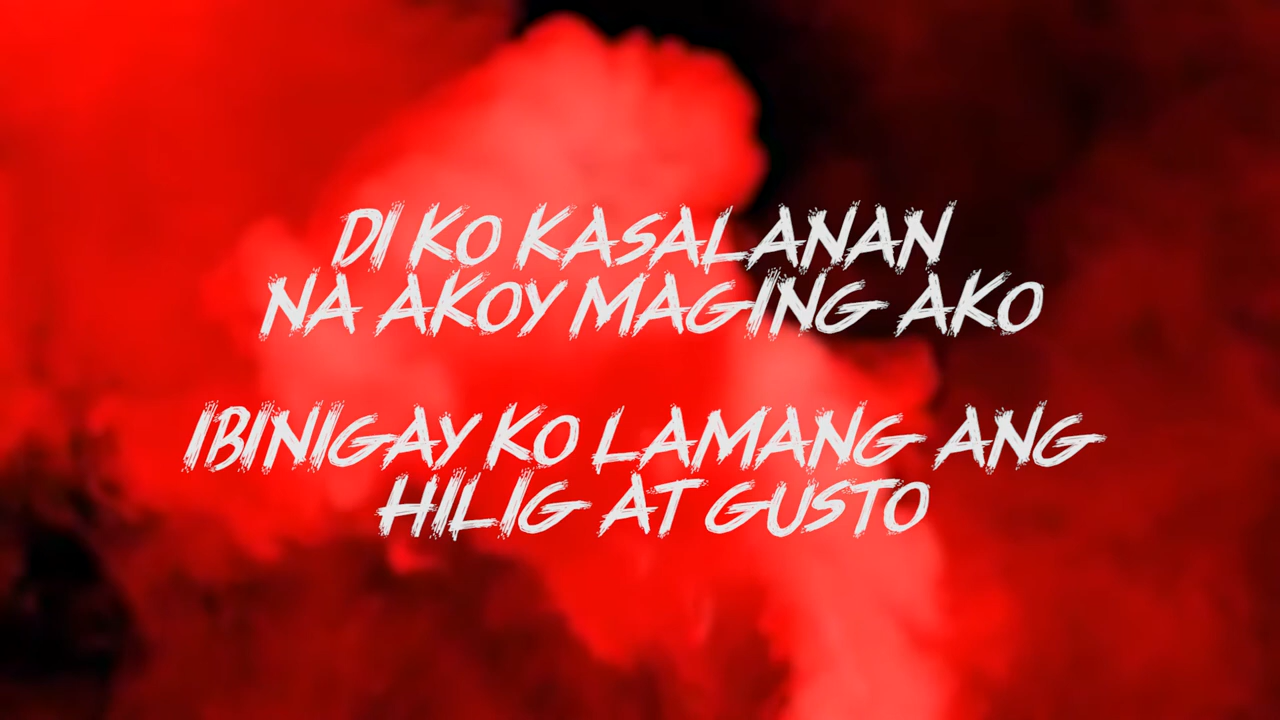 DI KO KASALANAN
NA AKOY MAGING AKO
IBINIGAY KO LAMANG ANG
HILIG AT GUSTO